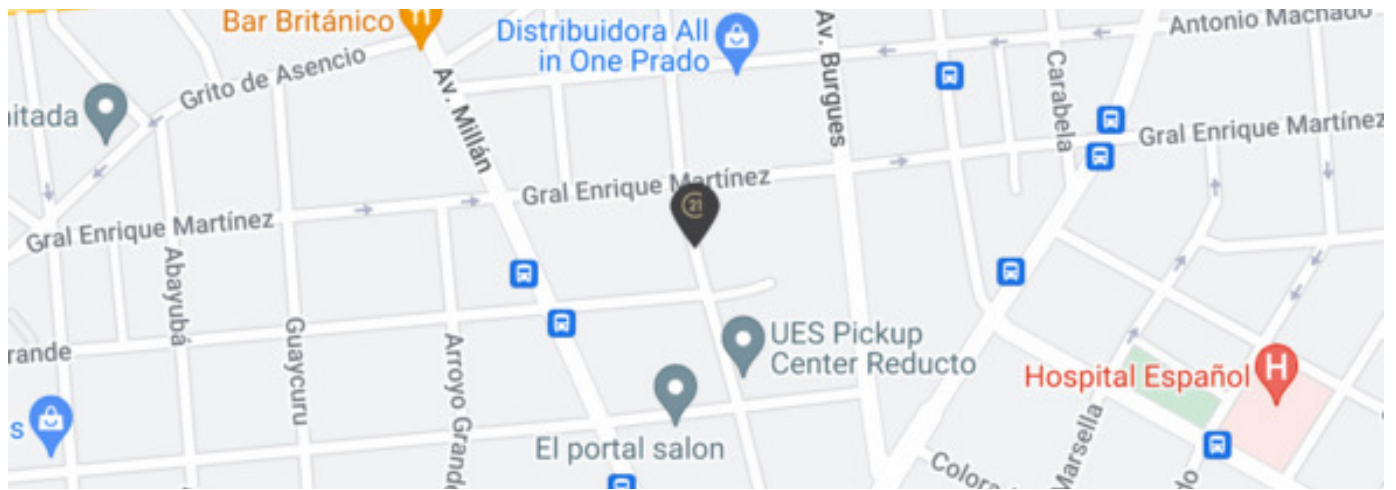 Bar Británico
Distribuidora All
in One Prado
Antonio Machado
Grito de Asencio
Av. Millán
Av. Burgues
Carabela
Gral Enrique Martínez
Gral Enrique Martínez
Gral Enrique Martínez
21
Abayubá
Guaycuru
Arroyo Grande
UES Pickup
Center Reducto
Hospital Español
H
El portal salon
Marsella